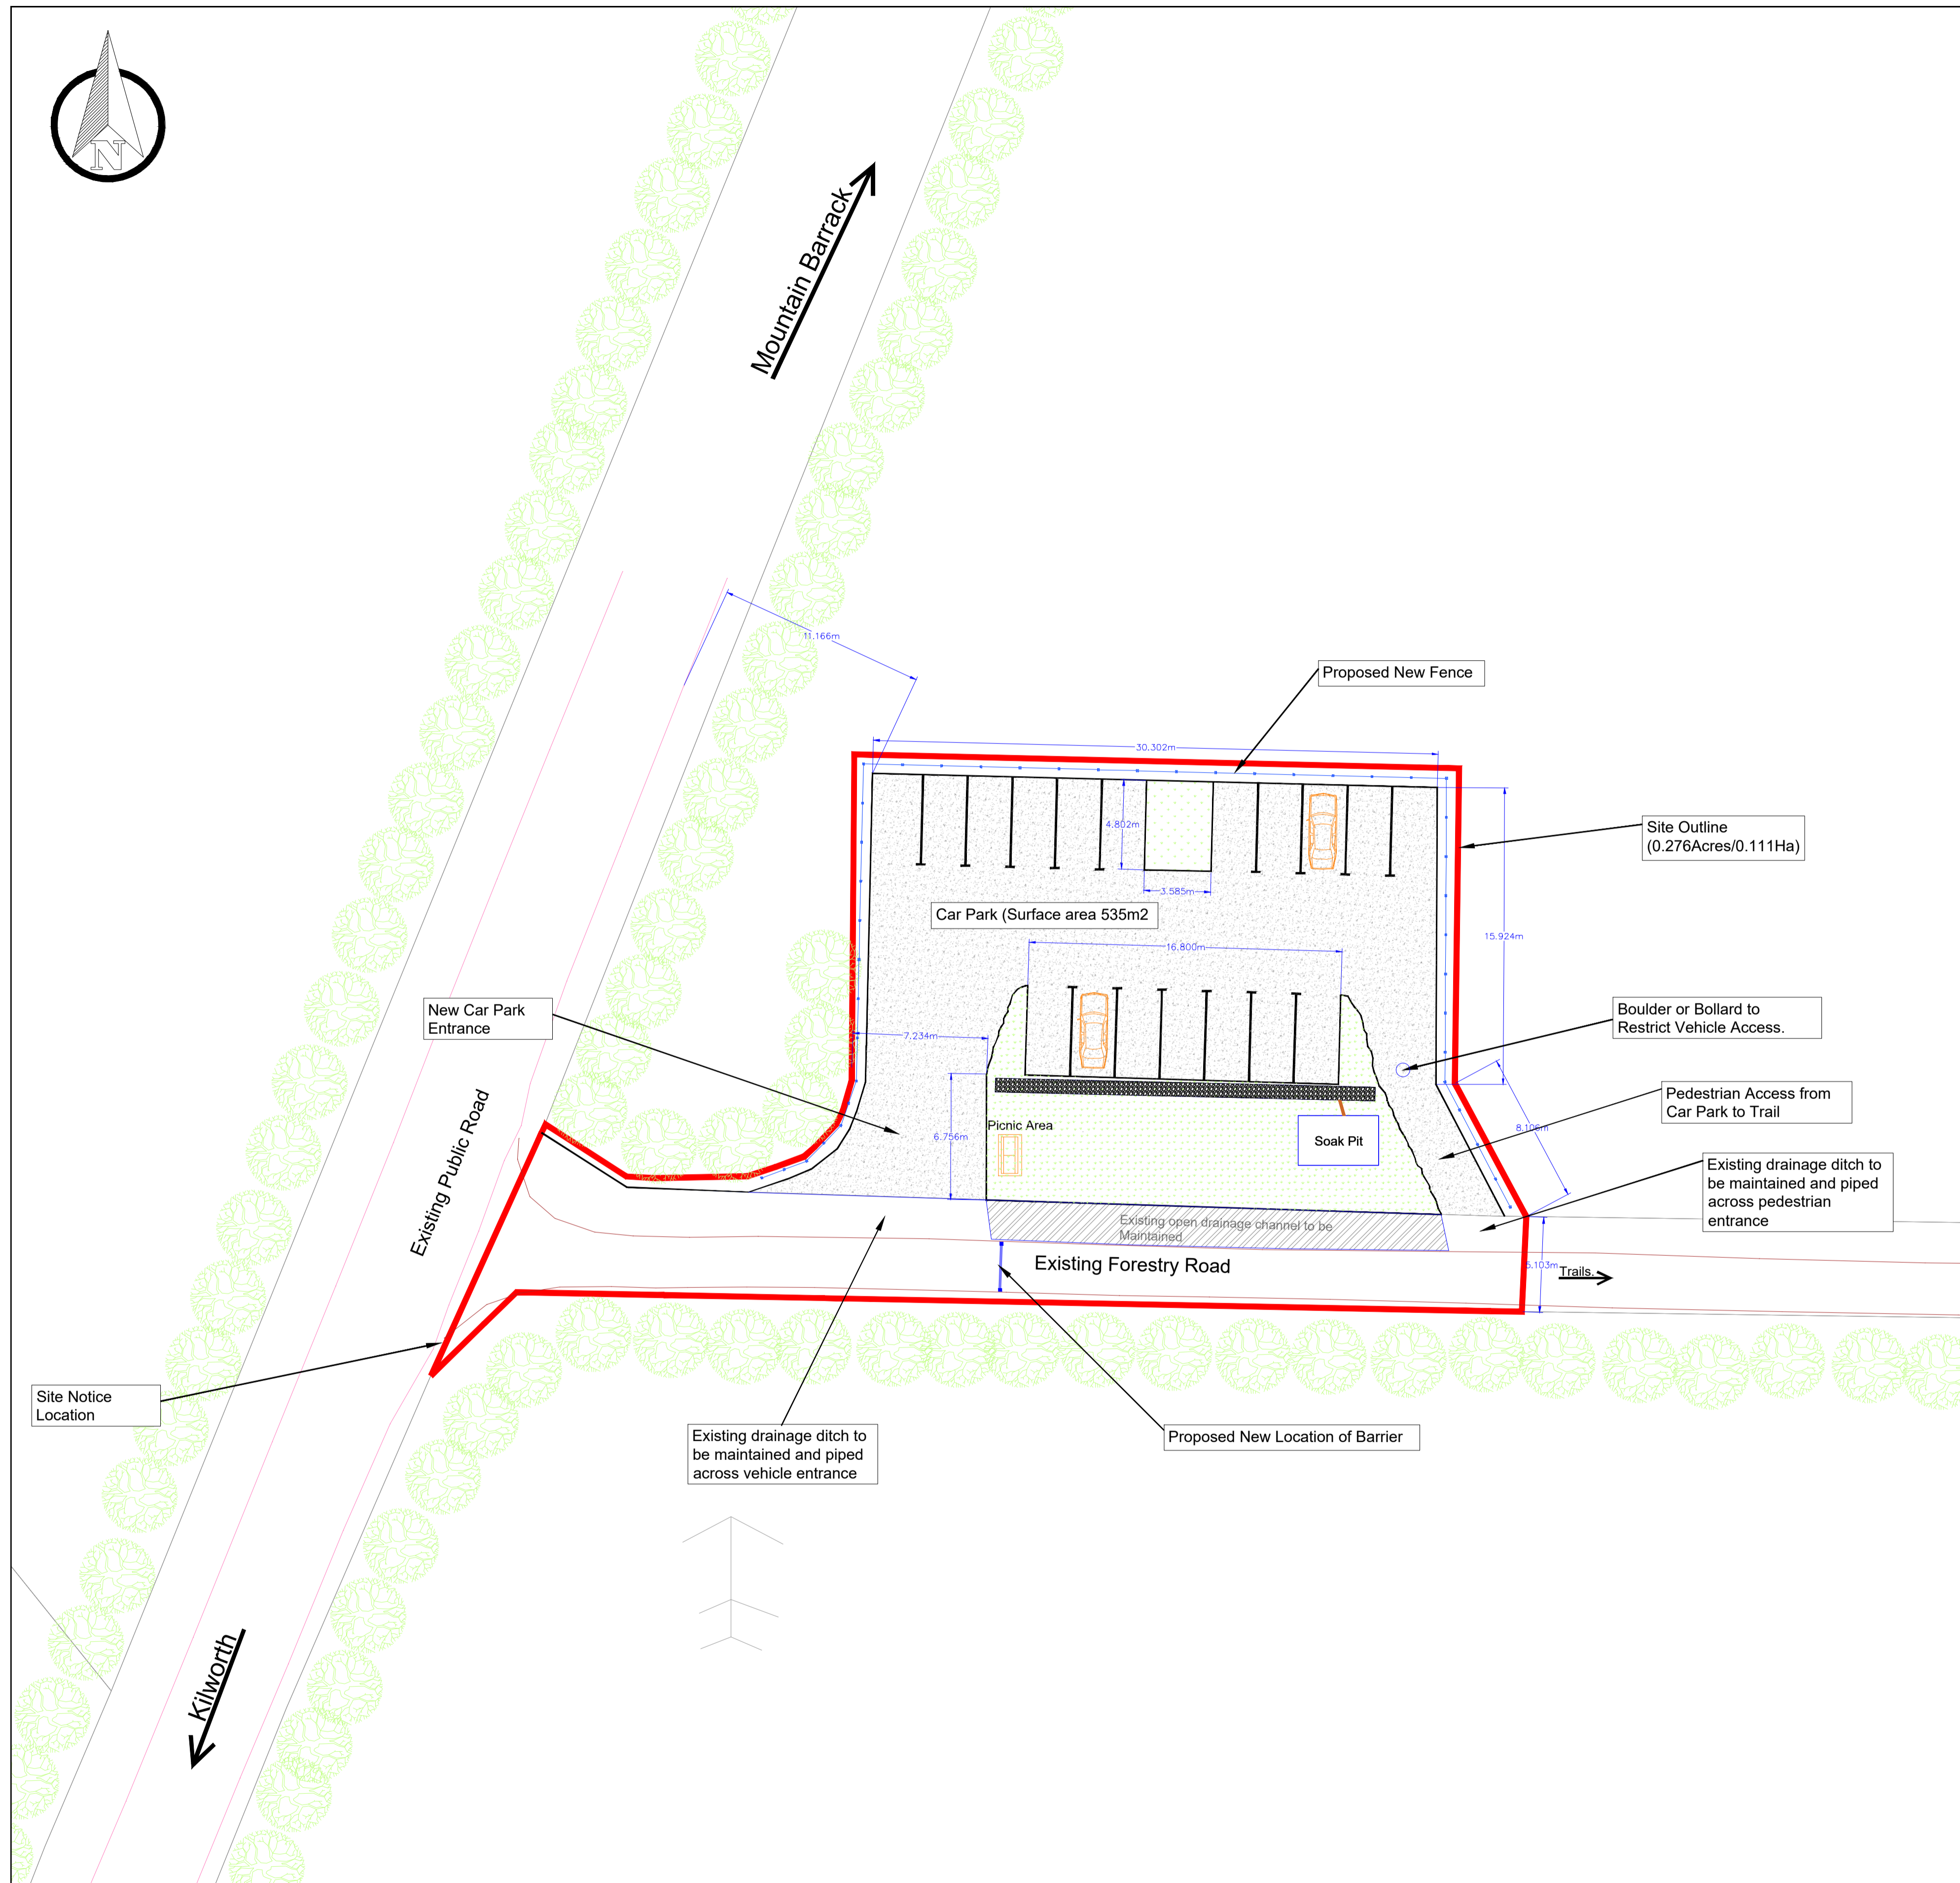 N
Mountain Barrack
11.166m
Proposed New Fence
30.302m
4.802m
3.585m
Site Outline
(0.276Acres/0.111Ha)
Car Park (Surface area 535m2
15.924m
16.800m
New Car Park
Entrance
7.234m
Boulder or Bollard to
Restrict Vehicle Access.
Pedestrian Access from
Car Park to Trail
8.106m
6.756m
Picnic Area
Soak Pit
Existing Public Road
Existing drainage ditch to
be maintained and piped
across pedestrian
entrance
Existing open drainage channel to be
Maintained
Existing Forestry Road
5.103m
Trails.
Site Notice
Location
Existing drainage ditch to
be maintained and piped
across vehicle entrance
Proposed New Location of Barrier
Kilworth